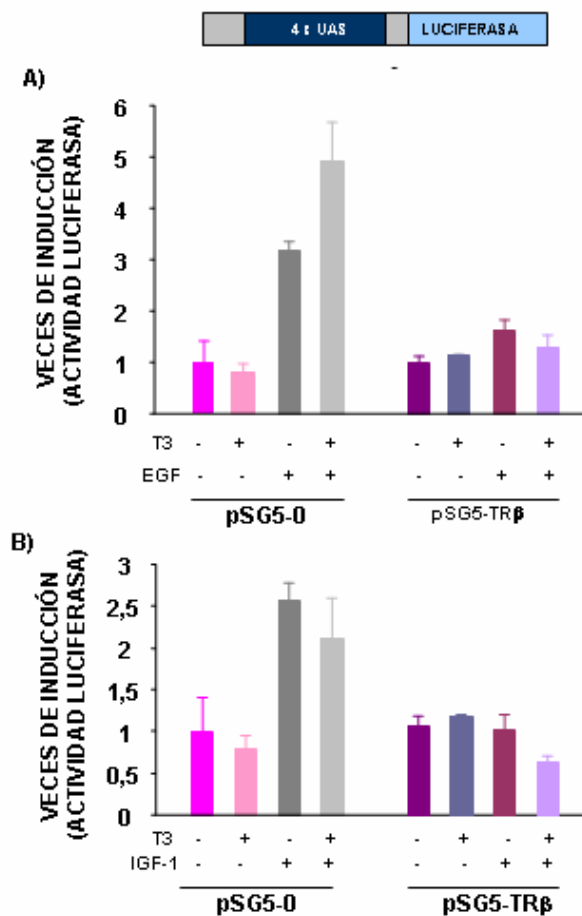 4 : UAS LUCIFERASA
-
A)
VECES DE INDUCCIÓN
(ACTIVIDAD LUCIFERASA)
6
5
4
3
2
1
0
T3 - + - + - + - +
EGF - - + + - - + +
pSG5-0 pSG5-TRβ
B)
VECES DE INDUCCIÓN
(ACTIVIDAD LUCIFERASA)
3
2,5
2
1,5
1
0,5
0
T3 - + - + - + - +
IGF-1 - - + + - - + +
pSG5-0 pSG5-TRβ